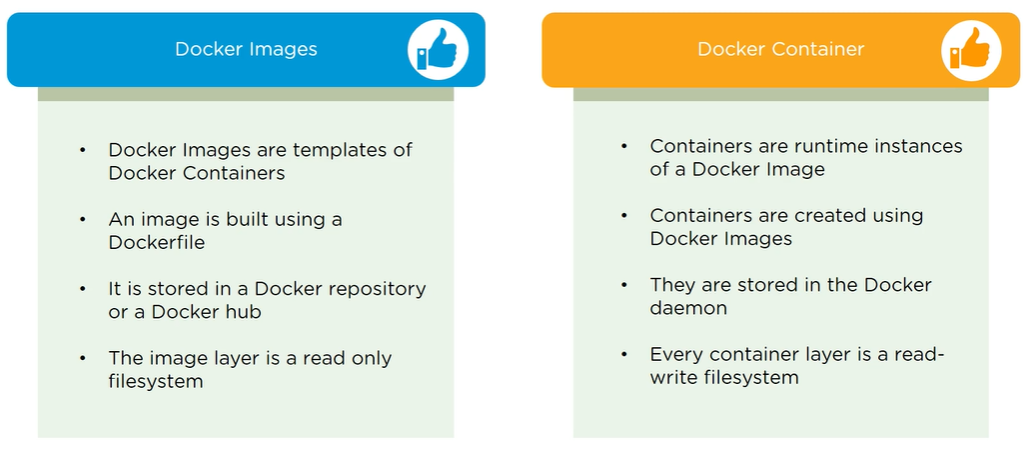 Docker Images
• Docker Images are templates of
Docker Containers
• An image is built using a
Dockerfile
• It is stored in a Docker repository
or a Docker hub
• The image layer is a read only
filesystem
Docker Container
• Containers are runtime instances
of a Docker Image
• Containers are created using
Docker Images
• They are stored in the Docker
daemon
• Every container layer is a read-
write filesystem